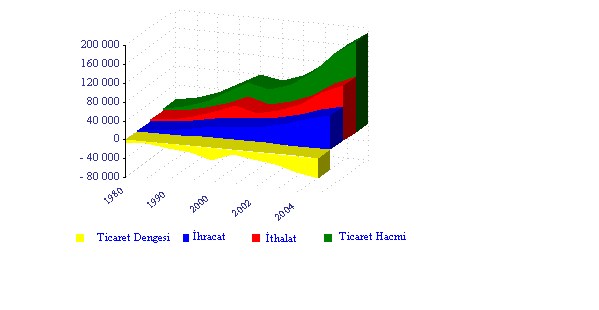 200 000
160 000
120 000
80 000
40 000
0
- 40 000
- 80 000
1980
1990
2000
2002
2004
Ticaret Dengesi
İhracat
İthalat
Ticaret Hacmi